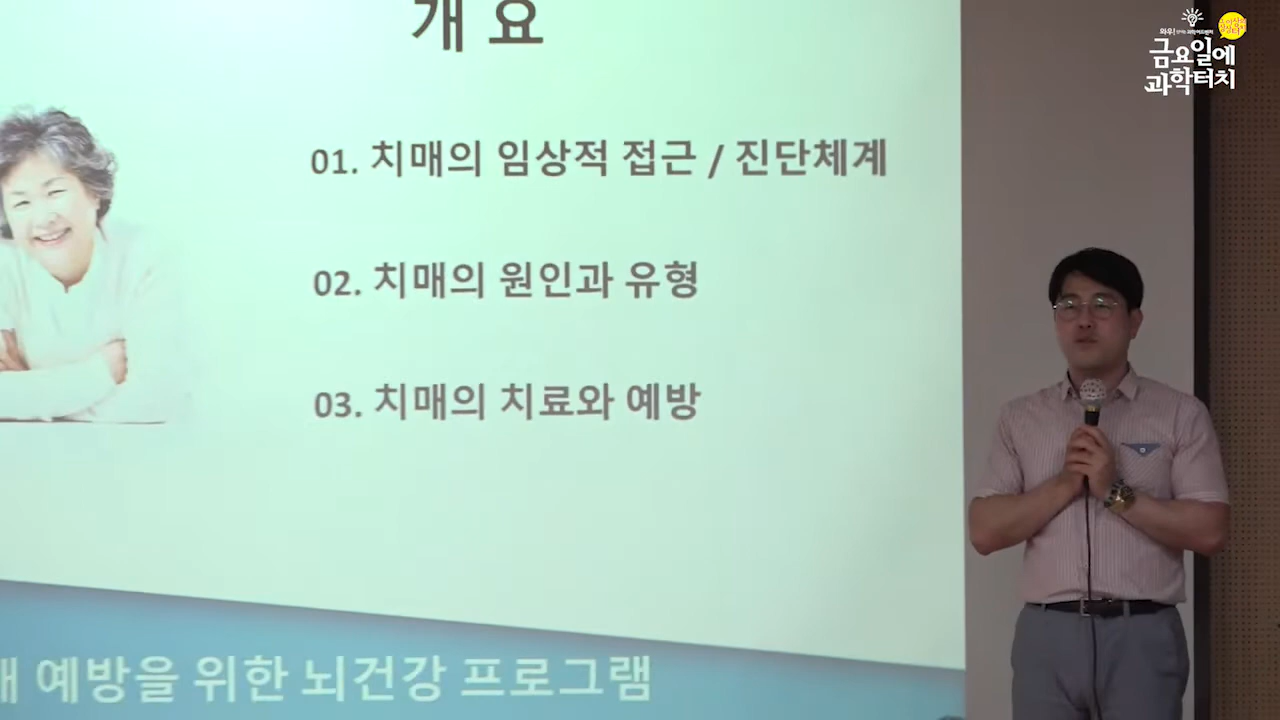 개 요
01. 치매의 임상적 접근 / 진단체계
02. 치매의 원인과 유형
03. 치매의 치료와 예방
예방을 위한 뇌건강 프로그램
와우!
금요일에
과학터치